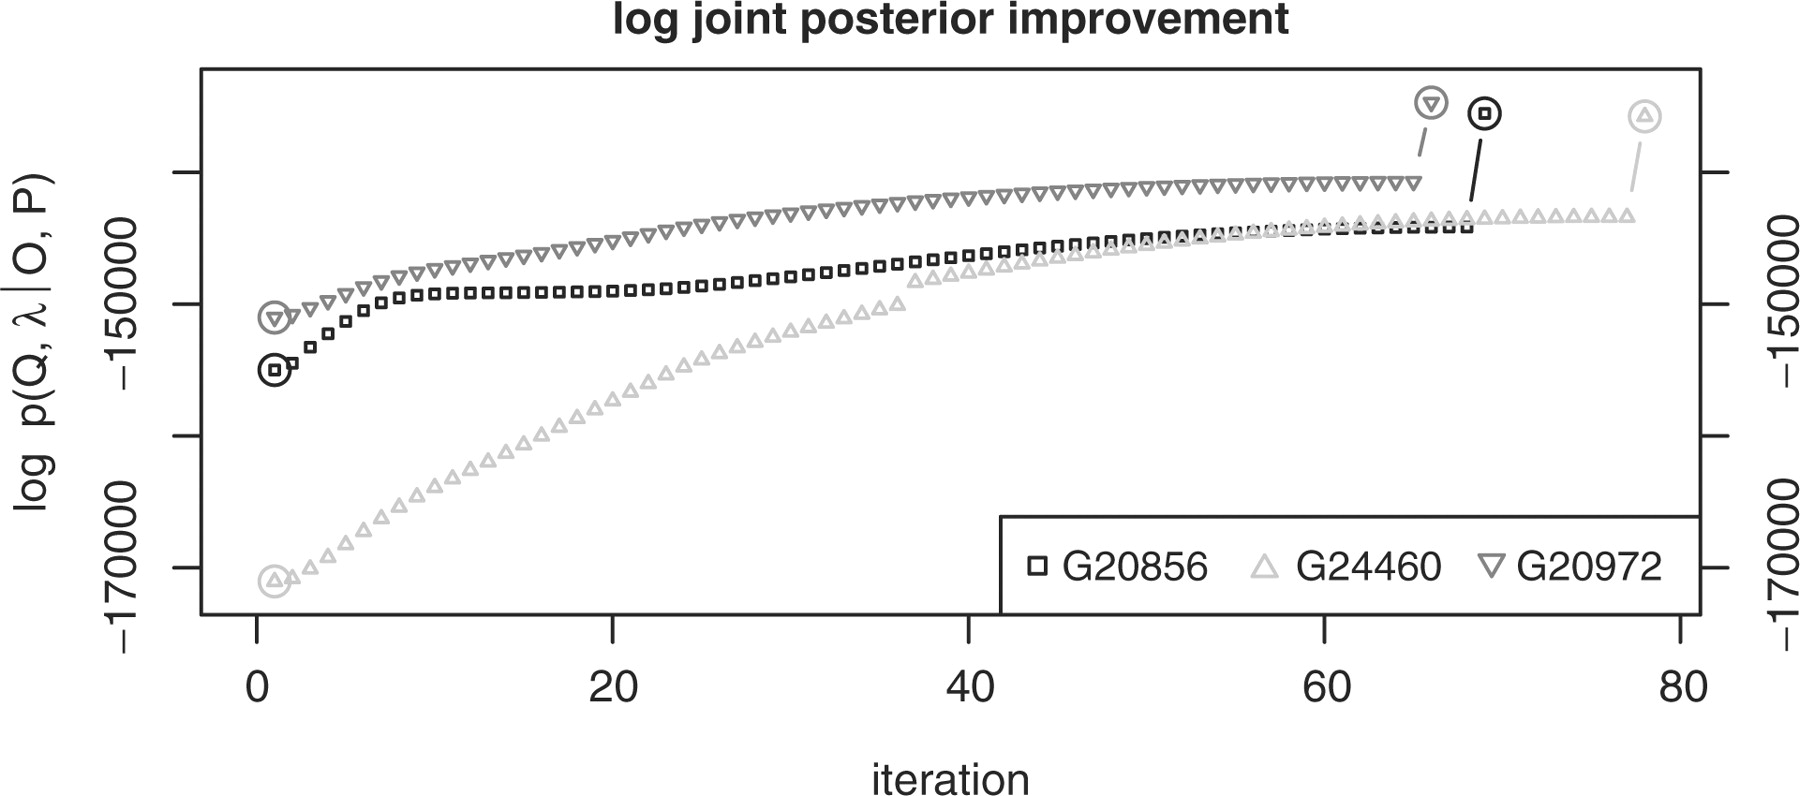 log joint posterior improvement
log p(Q, λ | O, P)
−150000
−170000
−150000
−170000
G20856 G24460 G20972
0 20 40 60 80
iteration